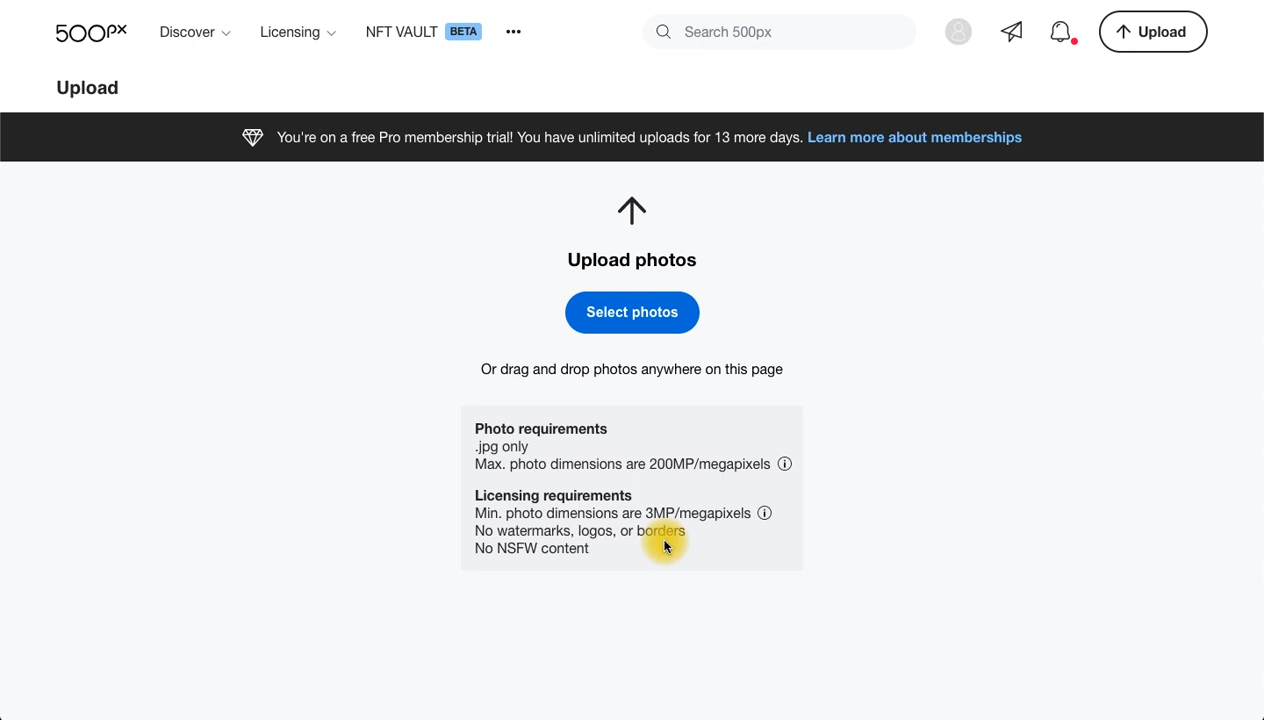 500px
Discover
Licensing
NFT VAULT BETA
•••
Search 500px
Upload
Upload
You're on a free Pro membership trial! You have unlimited uploads for 13 more days. Learn more about memberships
Upload photos
Select photos
Or drag and drop photos anywhere on this page
Photo requirements
.jpg only
Max. photo dimensions are 200MP/megapixels
Licensing requirements
Min. photo dimensions are 3MP/megapixels
No watermarks, logos, or borders
No NSFW content